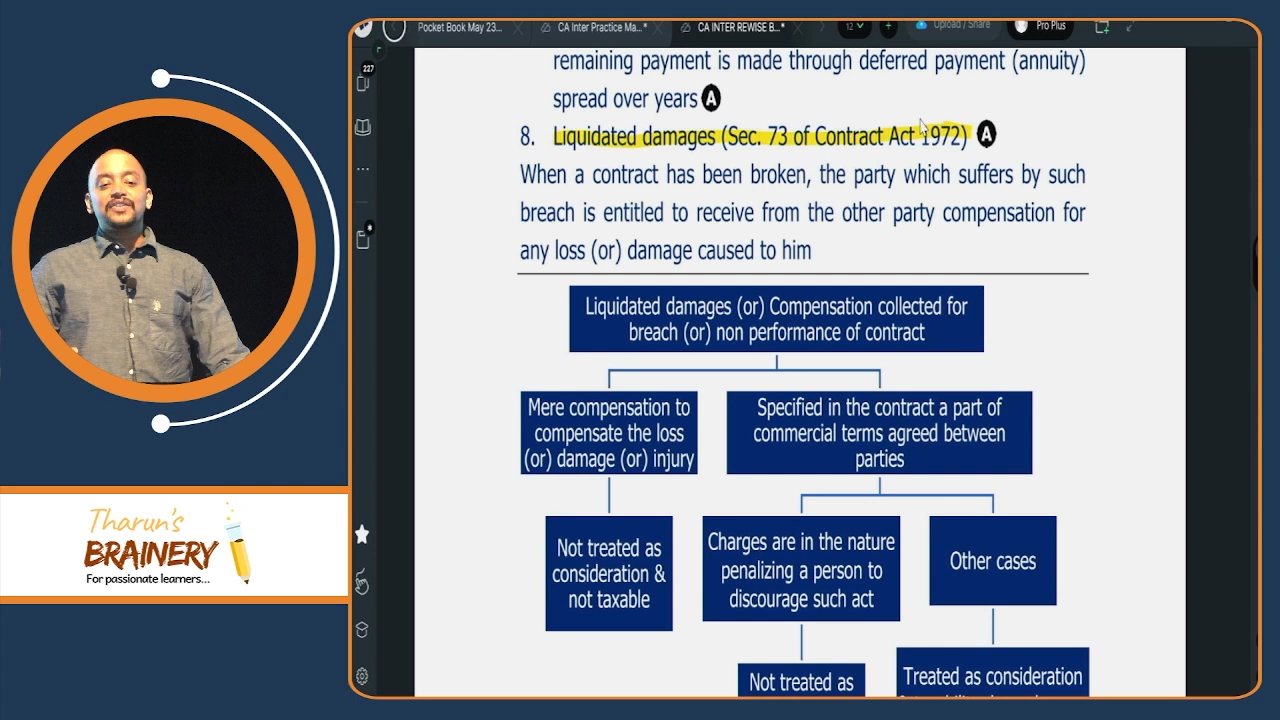 Pocket Book May 23...
CA Inter Practice Ma...*
CA INTER REWISE B...*
12
Upload / Share
Pro Plus
227
remaining payment is made through deferred payment (annuity)
spread over years A
8. Liquidated damages (Sec. 73 of Contract Act 1972) A
When a contract has been broken, the party which suffers by such
breach is entitled to receive from the other party compensation for
any loss (or) damage caused to him
Liquidated damages (or) Compensation collected for
breach (or) non performance of contract
Mere compensation to
compensate the loss
(or) damage (or) injury
Specified in the contract a part of
commercial terms agreed between
parties
Not treated as
consideration &
not taxable
Charges are in the nature
penalizing a person to
discourage such act
Other cases
Not treated as
Treated as consideration
Tharun's
BRAINERY
For passionate learners...